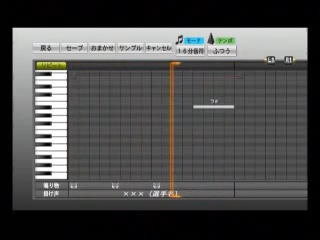 モード テンポ
戻る セーブ おまかせ サンプル キャンセル 16分音符 ふつう
L1 R1
鳴り物
掛け声 ×××(選手名)